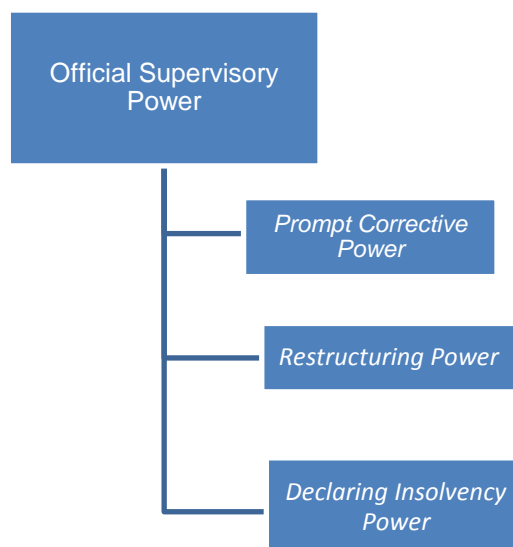 Official Supervisory
Power
Prompt Corrective
Power
Restructuring Power
Declaring Insolvency
Power